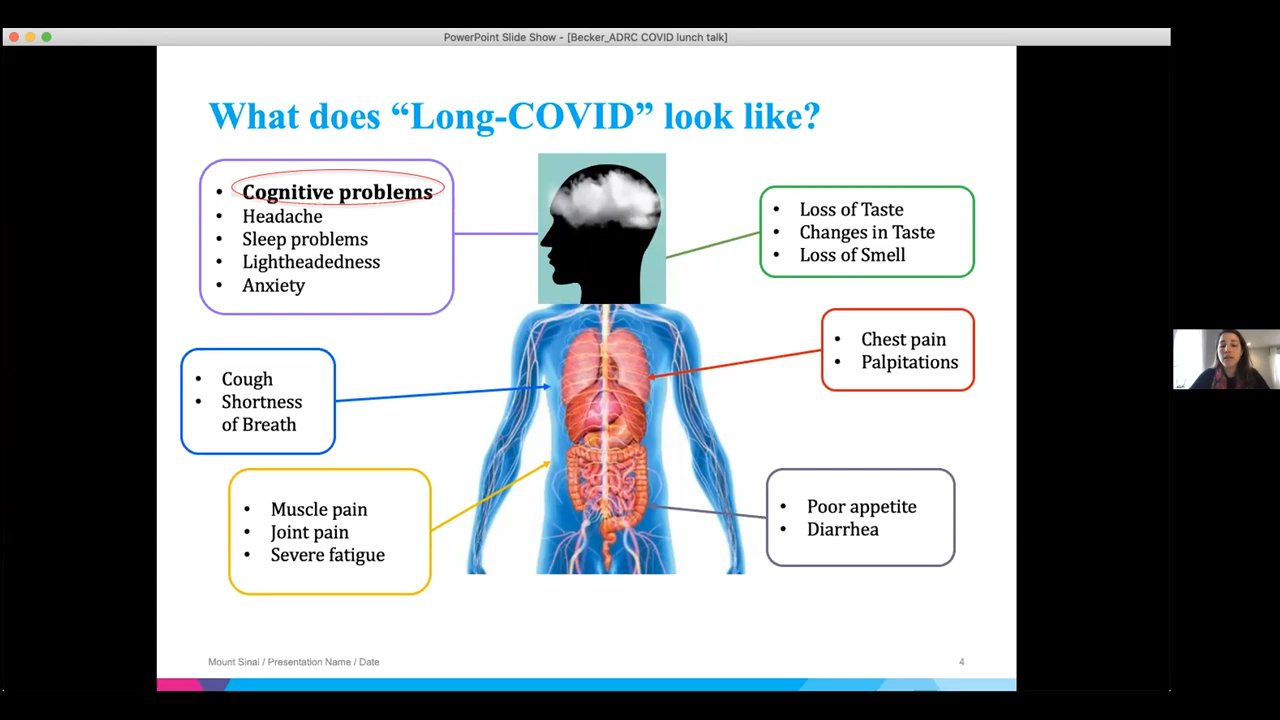 PowerPoint Slide Show - [Becker_ADRC COVID lunch talk]
What does “Long-COVID” look like?
• Cognitive problems
• Headache
• Sleep problems
• Lightheadedness
• Anxiety
• Loss of Taste
• Changes in Taste
• Loss of Smell
• Chest pain
• Palpitations
• Cough
• Shortness
of Breath
• Muscle pain
• Joint pain
• Severe fatigue
• Poor appetite
• Diarrhea
Mount Sinai / Presentation Name / Date
4